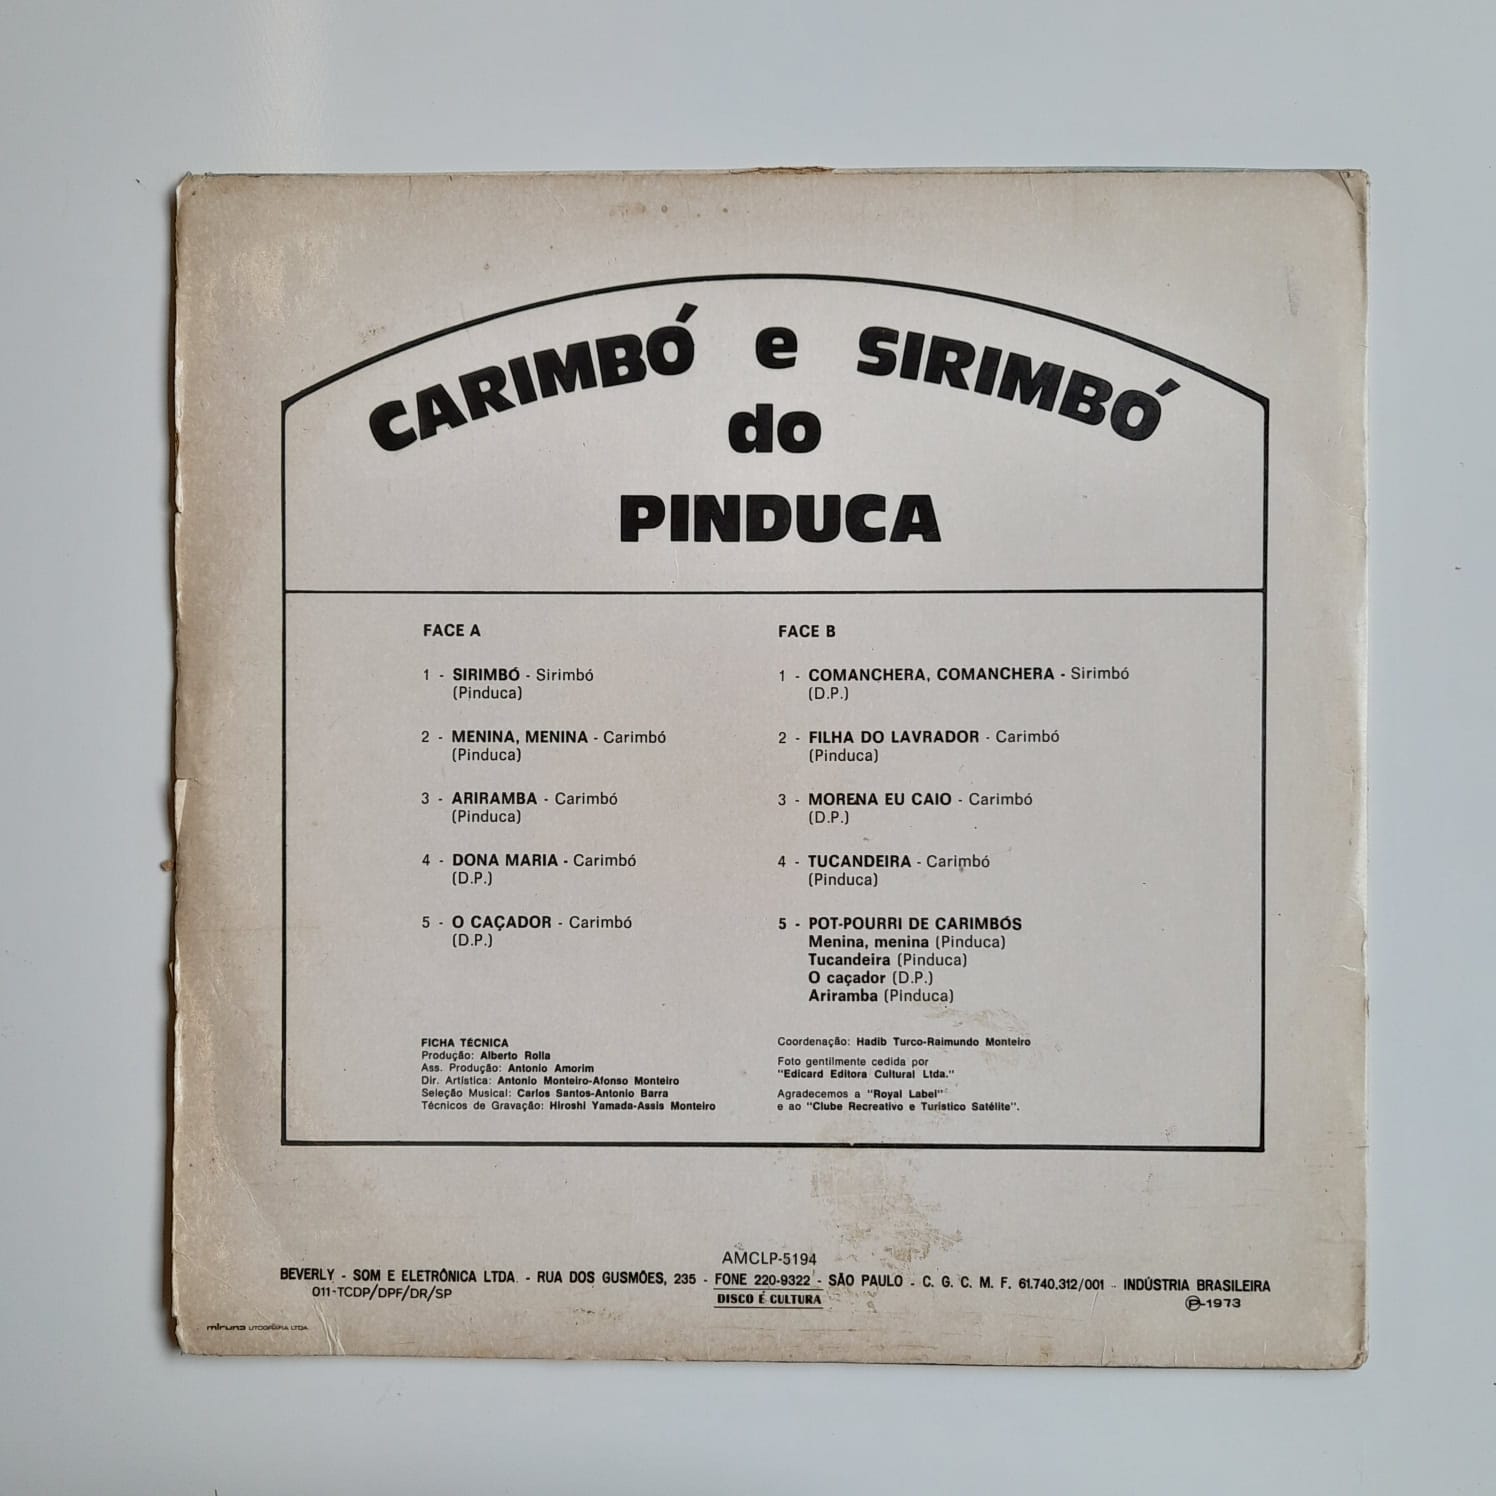 CARIMBÓ e SIRIMBÓ
do
PINDUCA
FACE A
1 - SIRIMBÓ - Sirimbó
(Pinduca)
2 - MENINA, MENINA - Carimbó
(Pinduca)
3 - ARIRAMBA - Carimbó
(Pinduca)
4 - DONA MARIA - Carimbó
(D.P.)
5 - O CAÇADOR - Carimbó
(D.P.)
FACE B
1 - COMANCHERA, COMANCHERA - Sirimbó
(D.P.)
2 - FILHA DO LAVRADOR - Carimbó
(Pinduca)
3 - MORENA EU CAIO - Carimbó
(D.P.)
4 - TUCANDEIRA - Carimbó
(Pinduca)
5 - POT-POURRI DE CARIMBÓS
Menina, menina (Pinduca)
Tucandeira (Pinduca)
O caçador (D.P.)
Ariramba (Pinduca)
FICHA TÉCNICA
Produção: Alberto Rolla
Ass. Produção: Antonio Amorim
Dir. Artística: Antonio Monteiro-Afonso Monteiro
Seleção Musical: Carlos Santos-Antonio Barra
Técnicos de Gravação: Hiroshi Yamada-Assis Monteiro
Coordenação: Hadib Turco-Raimundo Monteiro
Foto gentilmente cedida por
"Edicard Editora Cultural Ltda."
Agradecemos a "Royal Label"
e ao "Clube Recreativo e Turistico Satélite".
AMCLP-5194
BEVERLY - SOM E ELETRÔNICA LTDA. - RUA DOS GUSMÕES, 235 - FONE 220-9322 - SÃO PAULO - C. G. C. M. F. 61.740.312/001 - INDÚSTRIA BRASILEIRA
011-TCDP/DPF/DR/SP
DISCO É CULTURA
℗-1973
miruna LITOGRAFIA LTDA.